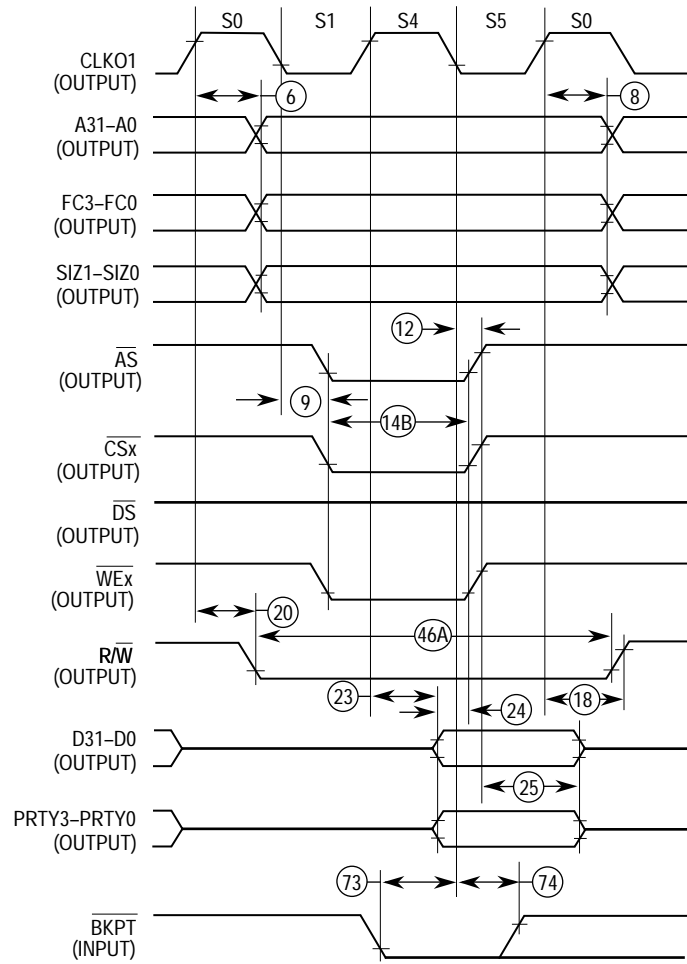 S0 S1 S4 S5 S0
CLKO1
(OUTPUT)
6 8
A31–A0
(OUTPUT)
FC3–FC0
(OUTPUT)
SIZ1–SIZ0
(OUTPUT)
12
AS
(OUTPUT)
9
14B
CSx
(OUTPUT)
DS
(OUTPUT)
WEx
(OUTPUT)
20
46A
R/W
(OUTPUT)
23 24 18
D31–D0
(OUTPUT)
25
PRTY3–PRTY0
(OUTPUT)
73 74
BKPT
(INPUT)